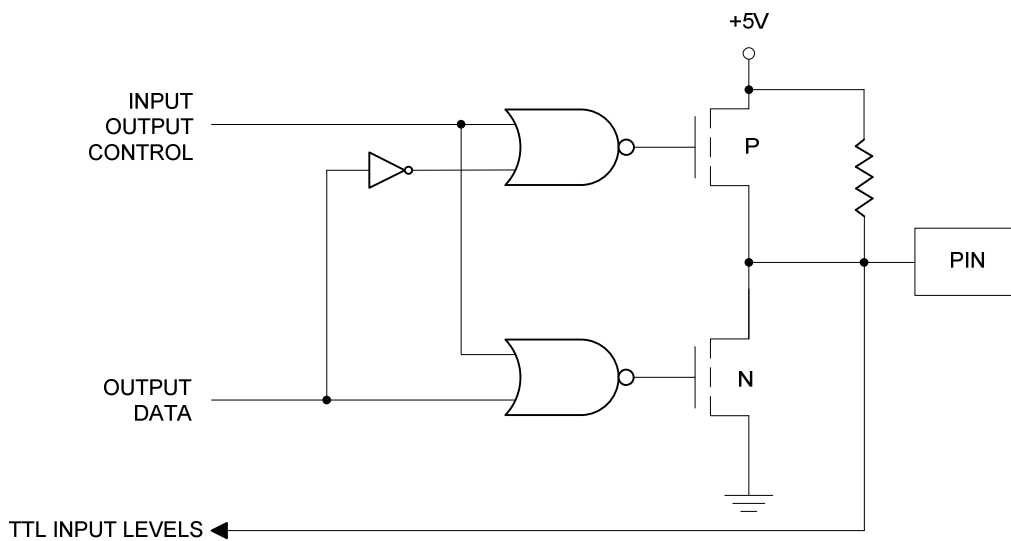 +5V
INPUT
OUTPUT
CONTROL
P
PIN
N
OUTPUT
DATA
TTL INPUT LEVELS